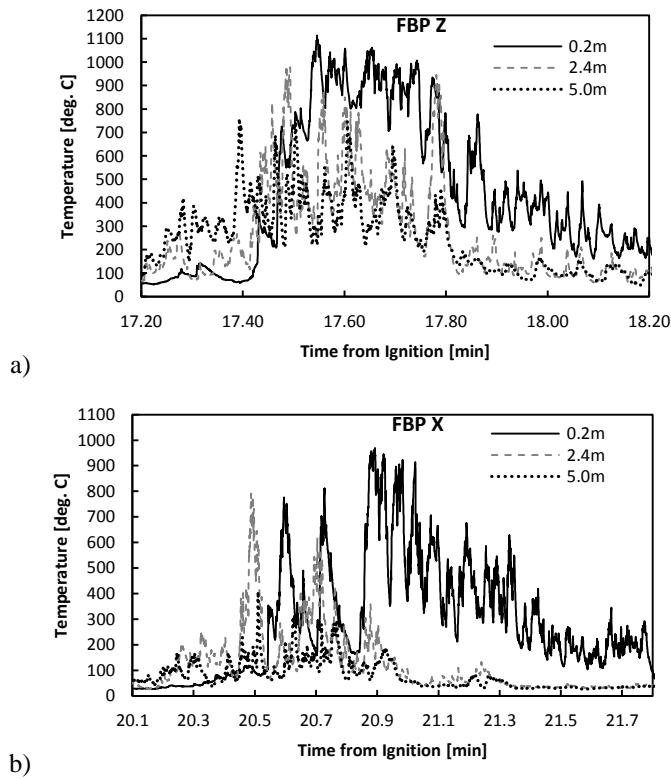 FBP Z
1200
1100
1000
900
800
700
600
500
400
300
200
100
0
Temperature [deg. C]
0.2m
2.4m
5.0m
17.20 17.40 17.60 17.80 18.00 18.20
Time from Ignition [min]
a)
FBP X
1100
1000
900
800
700
600
500
400
300
200
100
0
Temperature [deg. C]
0.2m
2.4m
5.0m
20.1 20.3 20.5 20.7 20.9 21.1 21.3 21.5 21.7
Time from Ignition [min]
b)